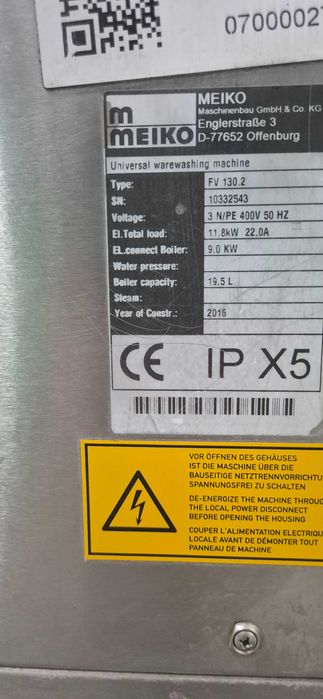 0700002
m
MEIKO
MEIKO
Maschinenbau GmbH & Co. KG
Englerstraße 3
D-77652 Offenburg
Universal warewashing machine
Type: FV 130.2
SN: 10332543
Voltage: 3 N/PE 400V 50 HZ
El.Total load: 11.8kW 22.0A
EL.connect Boiler: 9.0 KW
Water pressure:
Boiler capacity: 19.5 L
Steam:
Year of Constr.: 2016
CE IP X5
VOR ÖFFNEN DES GEHÄUSES
IST DIE MASCHINE ÜBER DIE
BAUSEITIGE NETZTRENNVORRICHTU
SPANNUNGSFREI ZU SCHALTEN
DE-ENERGIZE THE MACHINE THROUG
THE LOCAL POWER DISCONNECT
BEFORE OPENING THE HOUSING
COUPER L'ALIMENTATION ELECTRIQU
LOCALE AVANT DE DÉMONTER TOUT
PANNEAU DE MACHINE